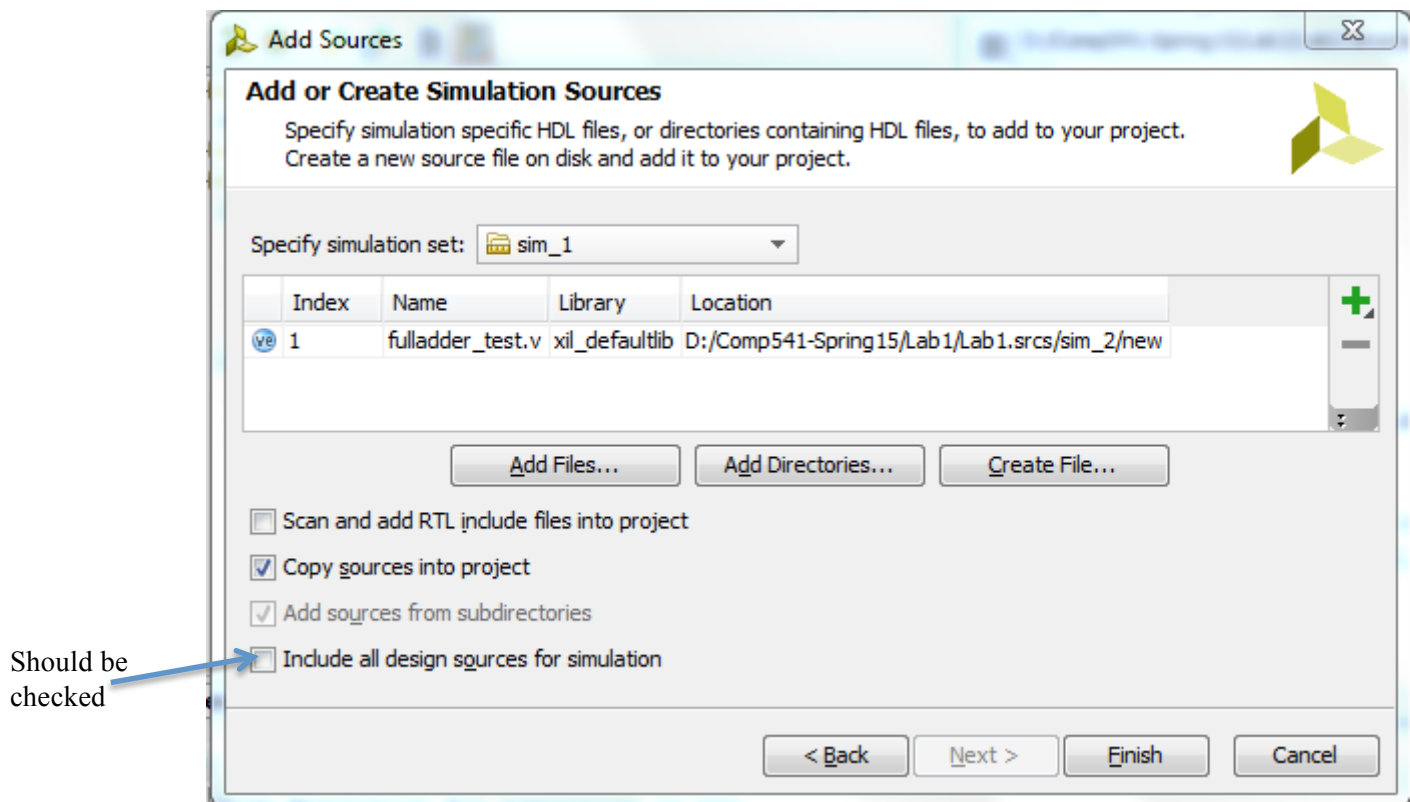 Add Sources
Add or Create Simulation Sources
Specify simulation specific HDL files, or directories containing HDL files, to add to your project.
Create a new source file on disk and add it to your project.
Specify simulation set: sim_1
Index Name Library Location
1 fulladder_test.v xil_defaultlib D:/Comp541-Spring15/Lab1/Lab1.srcs/sim_2/new
Add Files...
Add Directories...
Create File...
Scan and add RTL include files into project
Copy sources into project
Add sources from subdirectories
Should be
checked
Include all design sources for simulation
< Back
Next >
Finish
Cancel